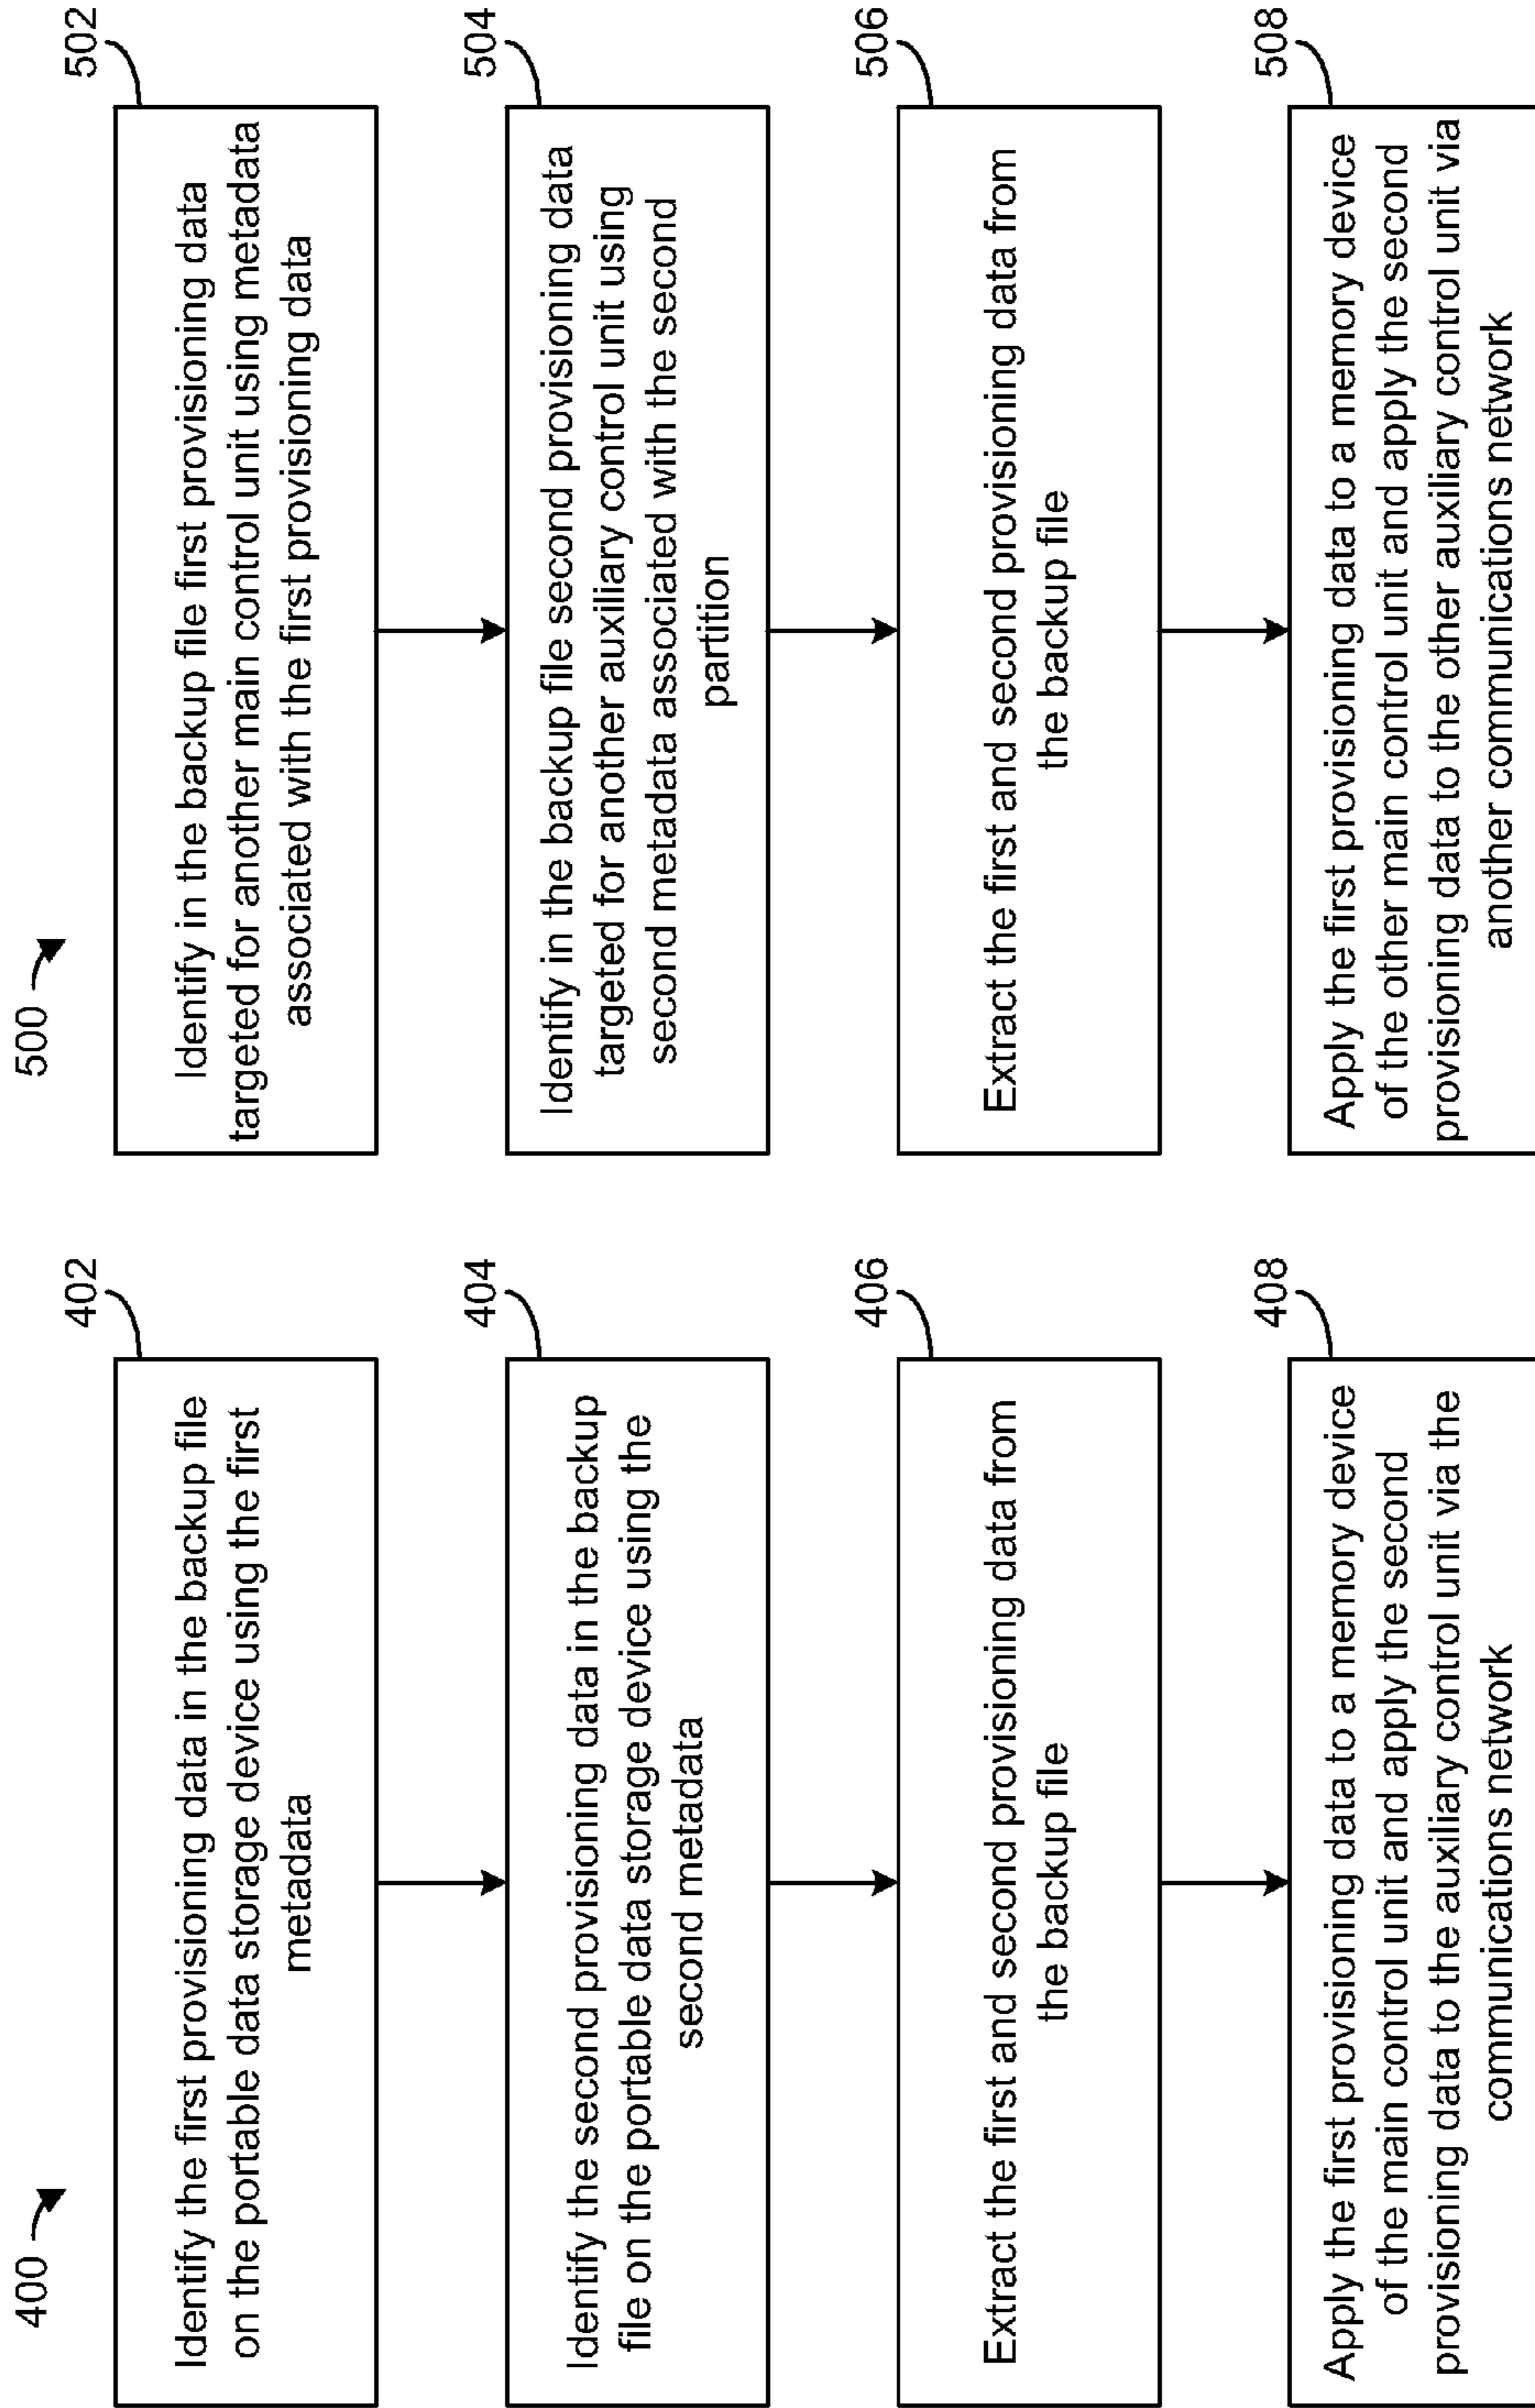 400
402
Identify the first provisioning data in the backup file
on the portable data storage device using the first
metadata
404
Identify the second provisioning data in the backup
file on the portable data storage device using the
second metadata
406
Extract the first and second provisioning data from
the backup file
408
Apply the first provisioning data to a memory device
of the main control unit and apply the second
provisioning data to the auxiliary control unit via the
communications network
500
502
Identify in the backup file first provisioning data
targeted for another main control unit using metadata
associated with the first provisioning data
504
Identify in the backup file second provisioning data
targeted for another auxiliary control unit using
second metadata associated with the second
partition
506
Extract the first and second provisioning data from
the backup file
508
Apply the first provisioning data to a memory device
of the other main control unit and apply the second
provisioning data to the other auxiliary control unit via
another communications network